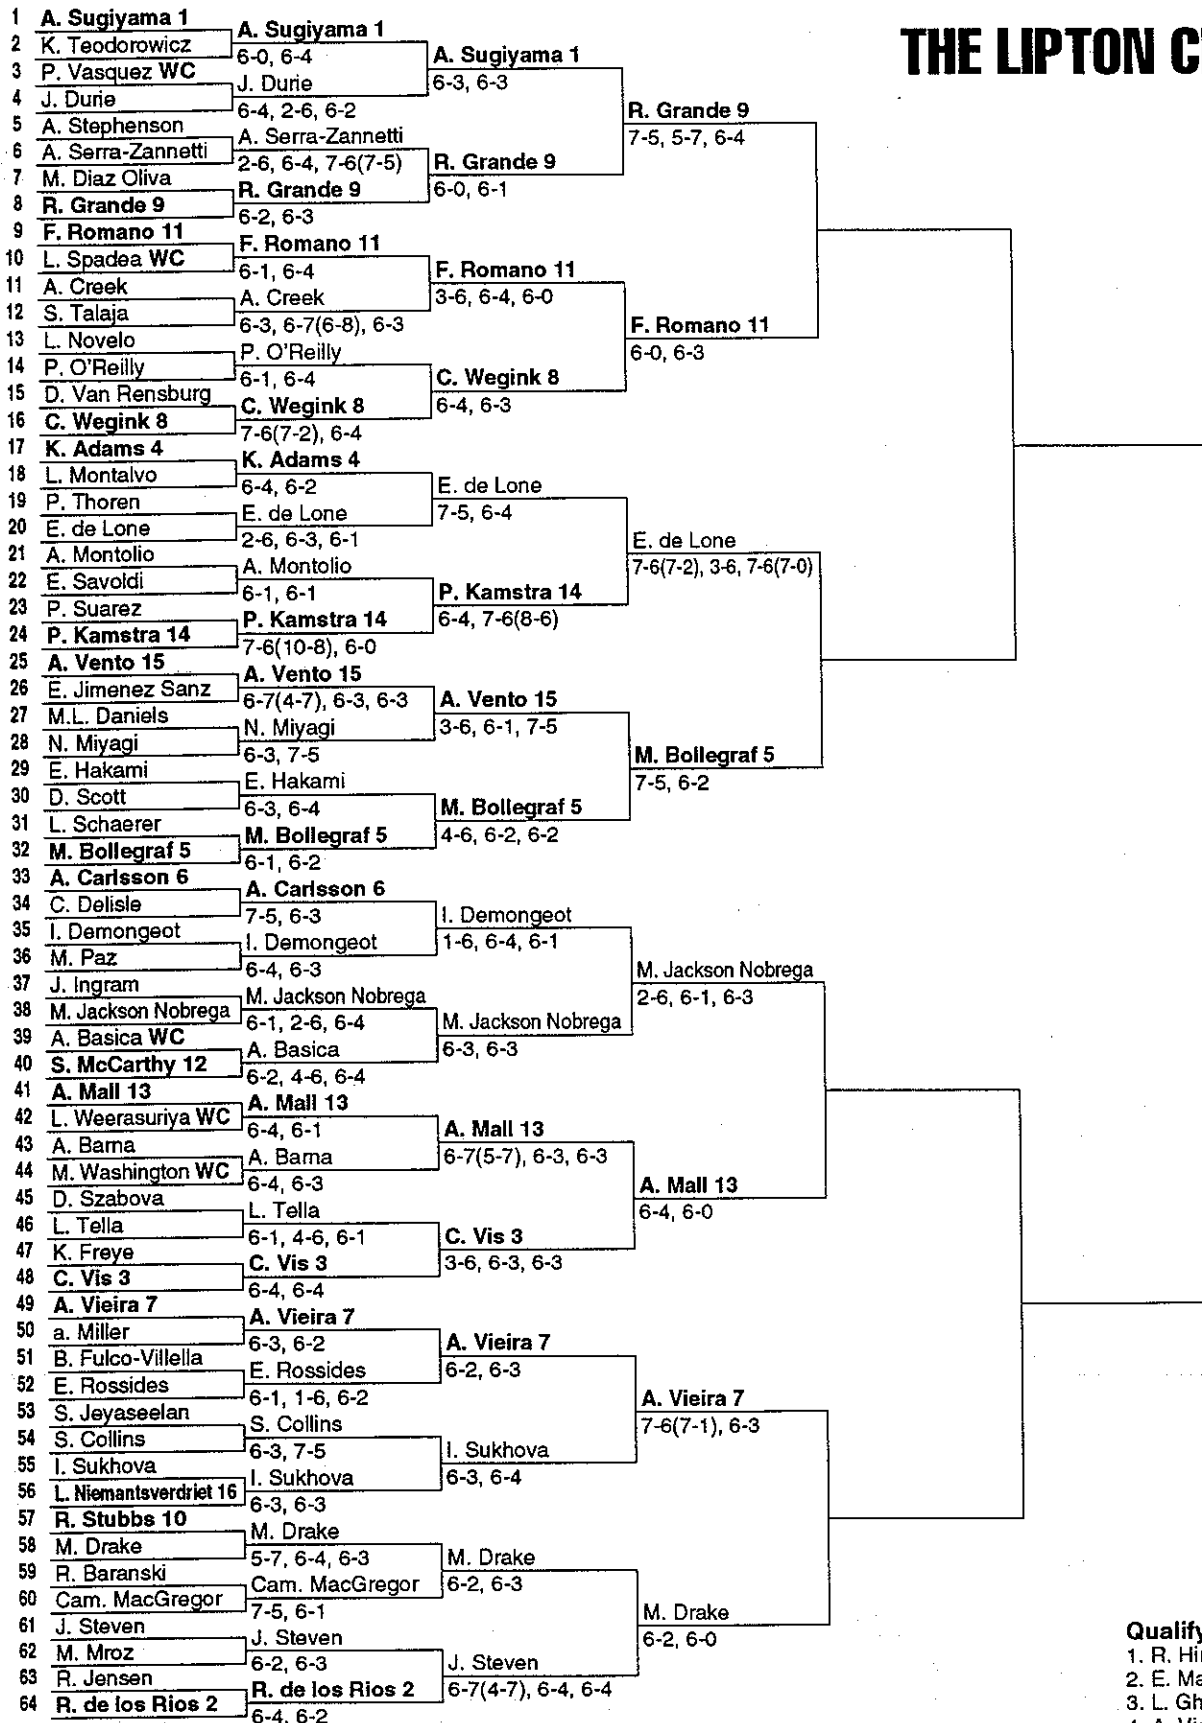 THE LIPTON C
1 A. Sugiyama 1
2 K. Teodorowicz
3 P. Vasquez WC
4 J. Durie
5 A. Stephenson
6 A. Serra-Zannetti
7 M. Diaz Oliva
8 R. Grande 9
9 F. Romano 11
10 L. Spadea WC
11 A. Creek
12 S. Talaja
13 L. Novelo
14 P. O'Reilly
15 D. Van Rensburg
16 C. Wegink 8
17 K. Adams 4
18 L. Montalvo
19 P. Thoren
20 E. de Lone
21 A. Montolio
22 E. Savoldi
23 P. Suarez
24 P. Kamstra 14
25 A. Vento 15
26 E. Jimenez Sanz
27 M.L. Daniels
28 N. Miyagi
29 E. Hakami
30 D. Scott
31 L. Schaerer
32 M. Bollegraf 5
33 A. Carlsson 6
34 C. Delisle
35 I. Demongeot
36 M. Paz
37 J. Ingram
38 M. Jackson Nobrega
39 A. Basica WC
40 S. McCarthy 12
41 A. Mall 13
42 L. Weerasuriya WC
43 A. Barna
44 M. Washington WC
45 D. Szabova
46 L. Tella
47 K. Freye
48 C. Vis 3
49 A. Vieira 7
50 a. Miller
51 B. Fulco-Villella
52 E. Rossides
53 S. Jeyaseelan
54 S. Collins
55 I. Sukhova
56 L. Niemantsverdriet 16
57 R. Stubbs 10
58 M. Drake
59 R. Baranski
60 Cam. MacGregor
61 J. Steven
62 M. Mroz
63 R. Jensen
64 R. de los Rios 2
A. Sugiyama 1
6-0, 6-4
J. Durie
6-4, 2-6, 6-2
A. Serra-Zannetti
2-6, 6-4, 7-6(7-5)
R. Grande 9
6-2, 6-3
F. Romano 11
6-1, 6-4
A. Creek
6-3, 6-7(6-8), 6-3
P. O'Reilly
6-1, 6-4
C. Wegink 8
7-6(7-2), 6-4
K. Adams 4
6-4, 6-2
E. de Lone
2-6, 6-3, 6-1
A. Montolio
6-1, 6-1
P. Kamstra 14
7-6(10-8), 6-0
A. Vento 15
6-7(4-7), 6-3, 6-3
N. Miyagi
6-3, 7-5
E. Hakami
6-3, 6-4
M. Bollegraf 5
6-1, 6-2
A. Carlsson 6
7-5, 6-3
I. Demongeot
6-4, 6-3
M. Jackson Nobrega
6-1, 2-6, 6-4
A. Basica
6-2, 4-6, 6-4
A. Mall 13
6-4, 6-1
A. Barna
6-4, 6-3
L. Tella
6-1, 4-6, 6-1
C. Vis 3
6-4, 6-4
A. Vieira 7
6-3, 6-2
E. Rossides
6-1, 1-6, 6-2
S. Collins
6-3, 7-5
I. Sukhova
6-3, 6-3
M. Drake
5-7, 6-4, 6-3
Cam. MacGregor
7-5, 6-1
J. Steven
6-2, 6-3
R. de los Rios 2
6-4, 6-2
A. Sugiyama 1
6-3, 6-3
R. Grande 9
6-0, 6-1
F. Romano 11
3-6, 6-4, 6-0
C. Wegink 8
6-4, 6-3
E. de Lone
7-5, 6-4
P. Kamstra 14
6-4, 7-6(8-6)
A. Vento 15
3-6, 6-1, 7-5
M. Bollegraf 5
4-6, 6-2, 6-2
I. Demongeot
1-6, 6-4, 6-1
M. Jackson Nobrega
6-3, 6-3
A. Mall 13
6-7(5-7), 6-3, 6-3
C. Vis 3
3-6, 6-3, 6-3
A. Vieira 7
6-2, 6-3
I. Sukhova
6-3, 6-4
M. Drake
6-2, 6-3
J. Steven
6-7(4-7), 6-4, 6-4
R. Grande 9
7-5, 5-7, 6-4
F. Romano 11
6-0, 6-3
E. de Lone
7-6(7-2), 3-6, 7-6(7-0)
M. Bollegraf 5
7-5, 6-2
M. Jackson Nobrega
2-6, 6-1, 6-3
A. Mall 13
6-4, 6-0
A. Vieira 7
7-6(7-1), 6-3
M. Drake
6-2, 6-0
Qualify
1. R. Hi
2. E. Ma
3. L. Gh